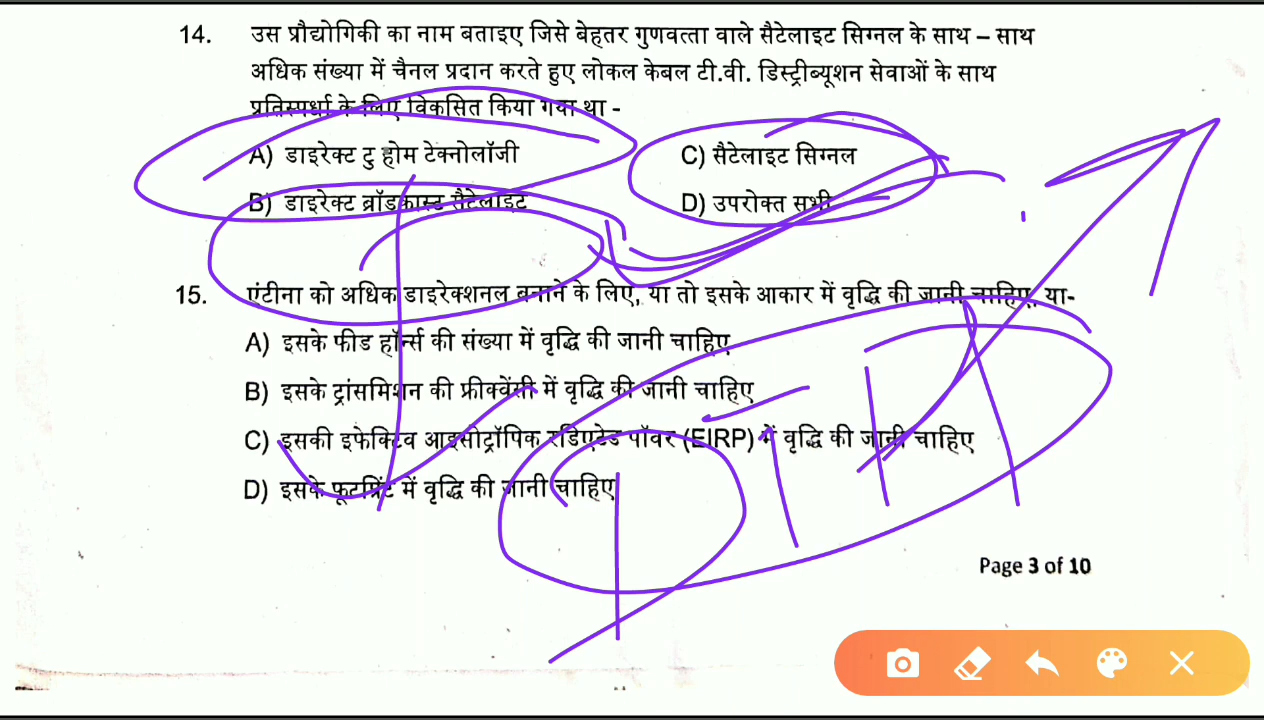 14. उस प्रौद्योगिकी का नाम बताइए जिसे बेहतर गुणवत्ता वाले सैटेलाइट सिग्नल के साथ – साथ
अधिक संख्या में चैनल प्रदान करते हुए लोकल केबल टी.वी. डिस्ट्रीब्यूशन सेवाओं के साथ
प्रतिस्पर्धा के लिए विकसित किया गया था -
A) डाइरेक्ट टु होम टेक्नोलॉजी C) सैटेलाइट सिग्नल
B) डाइरेक्ट ब्रॉडकास्ट सैटेलाइट D) उपरोक्त सभी
15. एंटीना को अधिक डाइरेक्शनल बनाने के लिए, या तो इसके आकार में वृद्धि की जानी चाहिए, या-
A) इसके फीड हॉर्न्स की संख्या में वृद्धि की जानी चाहिए
B) इसके ट्रांसमिशन की फ्रीक्वेंसी में वृद्धि की जानी चाहिए
C) इसकी इफेक्टिव आइसोट्रॉपिक रेडिएटेड पॉवर (EIRP) में वृद्धि की जानी चाहिए
D) इसके फूटप्रिंट में वृद्धि की जानी चाहिए
Page 3 of 10